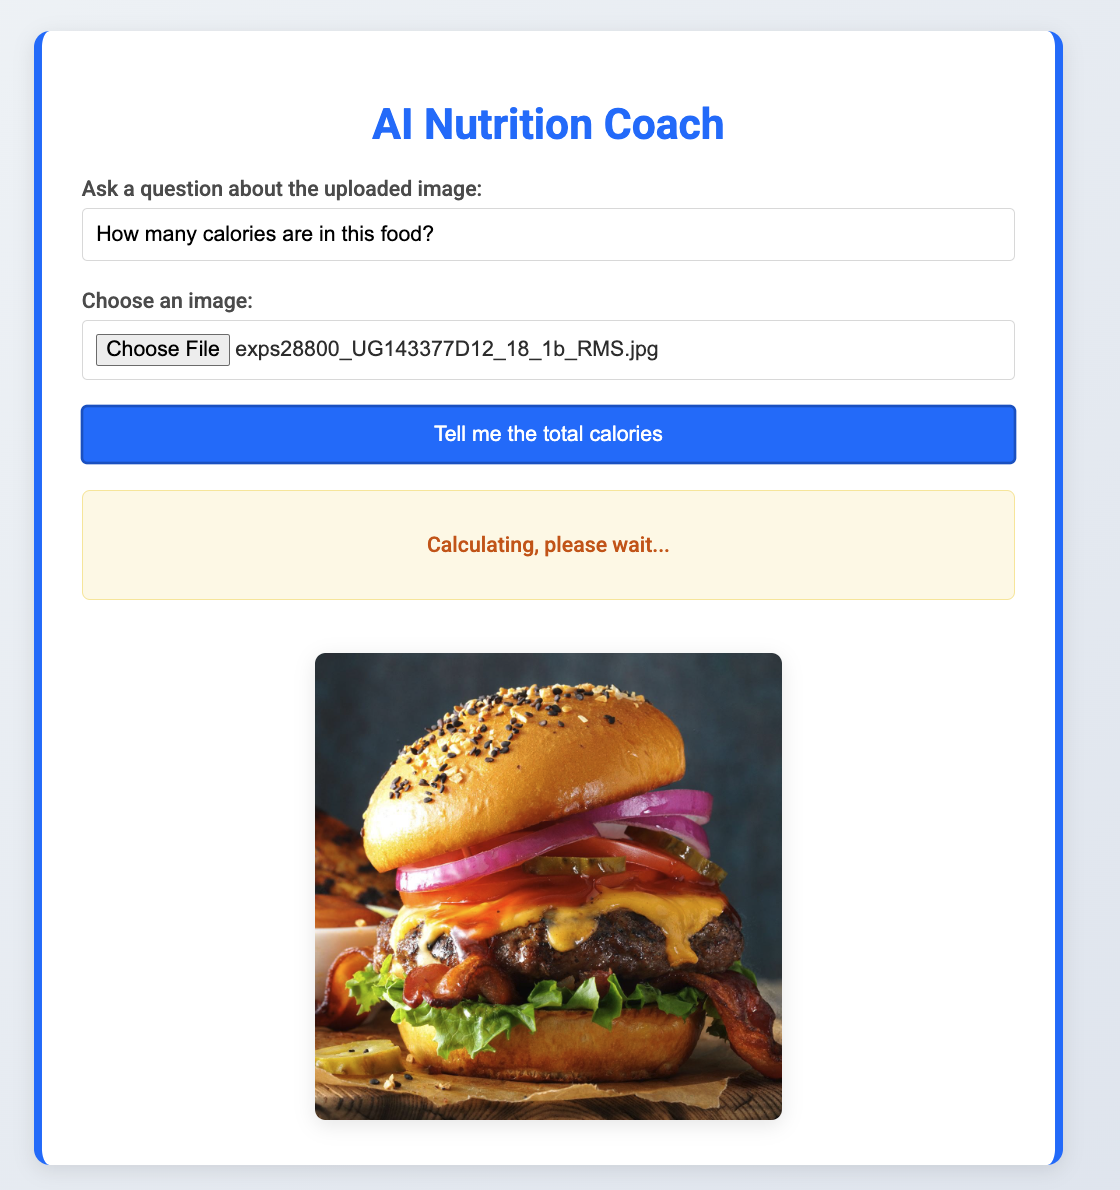 AI Nutrition Coach
Ask a question about the uploaded image:
How many calories are in this food?
Choose an image:
Choose File exps28800_UG143377D12_18_1b_RMS.jpg
Tell me the total calories
Calculating, please wait...